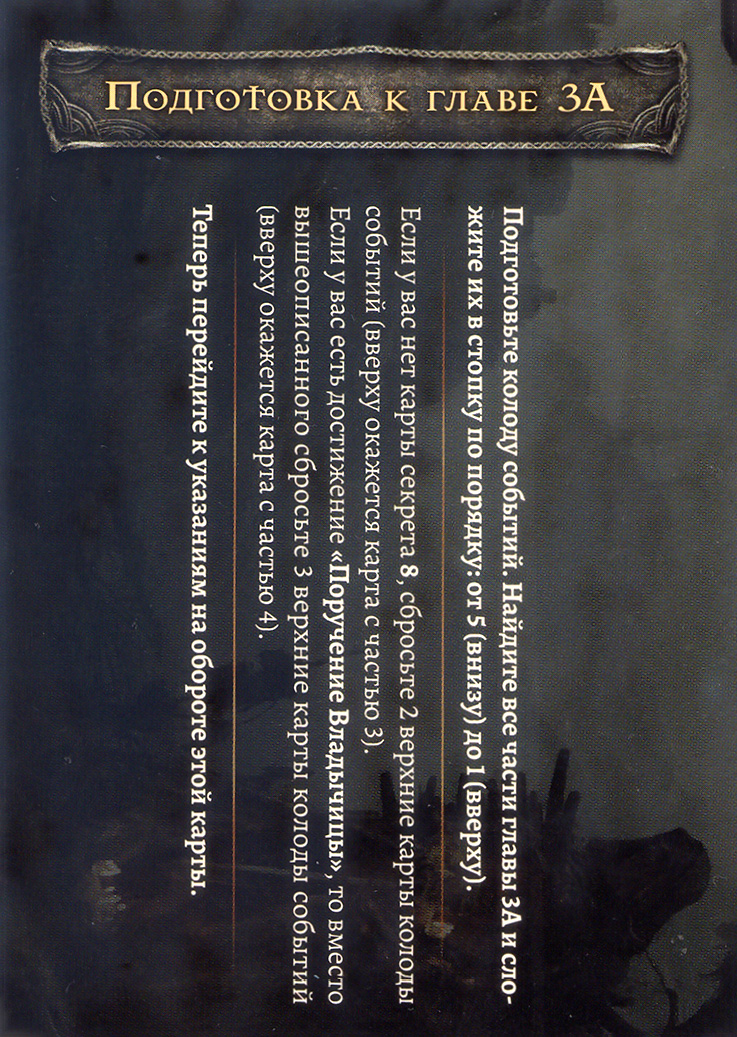 Подготовка к главе 3А
Подготовьте колоду событий. Найдите все части главы 3А и сло-
жите их в стопку по порядку: от 5 (внизу) до 1 (вверху).
Если у вас нет карты секрета 8, сбросьте 2 верхние карты колоды
событий (вверху окажется карта с частью 3).
Если у вас есть достижение «Поручение Владычицы», то вместо
вышеописанного сбросьте 3 верхние карты колоды событий
(вверху окажется карта с частью 4).
Теперь перейдите к указаниям на обороте этой карты.